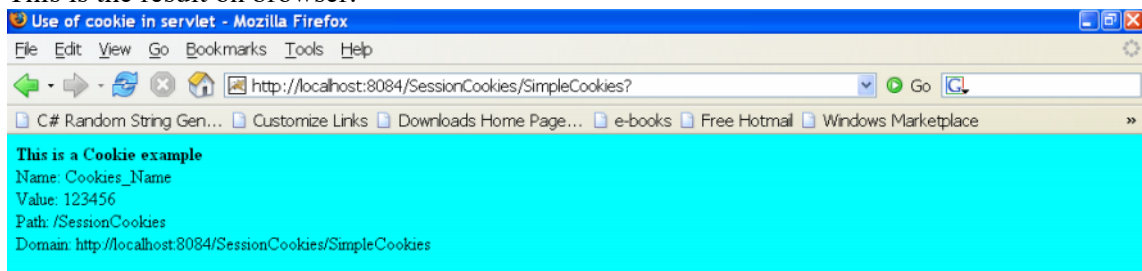 This is the result on browser:
Use of cookie in servlet - Mozilla Firefox
File Edit View Go Bookmarks Tools Help
http://localhost:8084/SessionCookies/SimpleCookies? Go G
C# Random String Gen... Customize Links Downloads Home Page... e-books Free Hotmail Windows Marketplace »
This is a Cookie example
Name: Cookies_Name
Value: 123456
Path: /SessionCookies
Domain: http://localhost:8084/SessionCookies/SimpleCookies